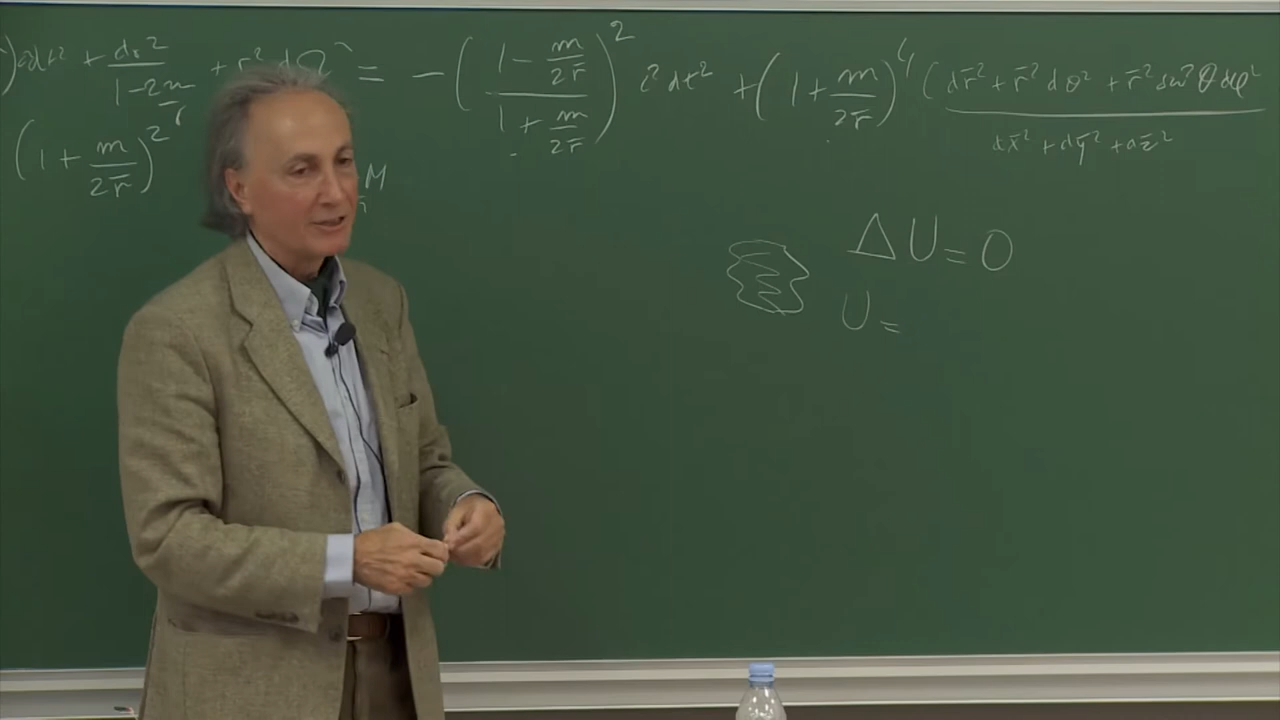 )c²dt² + dr²/(1-2m/r) + r²dΩ² = -((1-m/2r̄)/(1+m/2r̄))² c²dt² + (1+m/2r̄)⁴ (dr̄² + r̄²dθ² + r̄² sin²θ dφ²
(1+m/2r̄)²
dx̄² + dȳ² + dz̄²
M
ΔU=0
U=